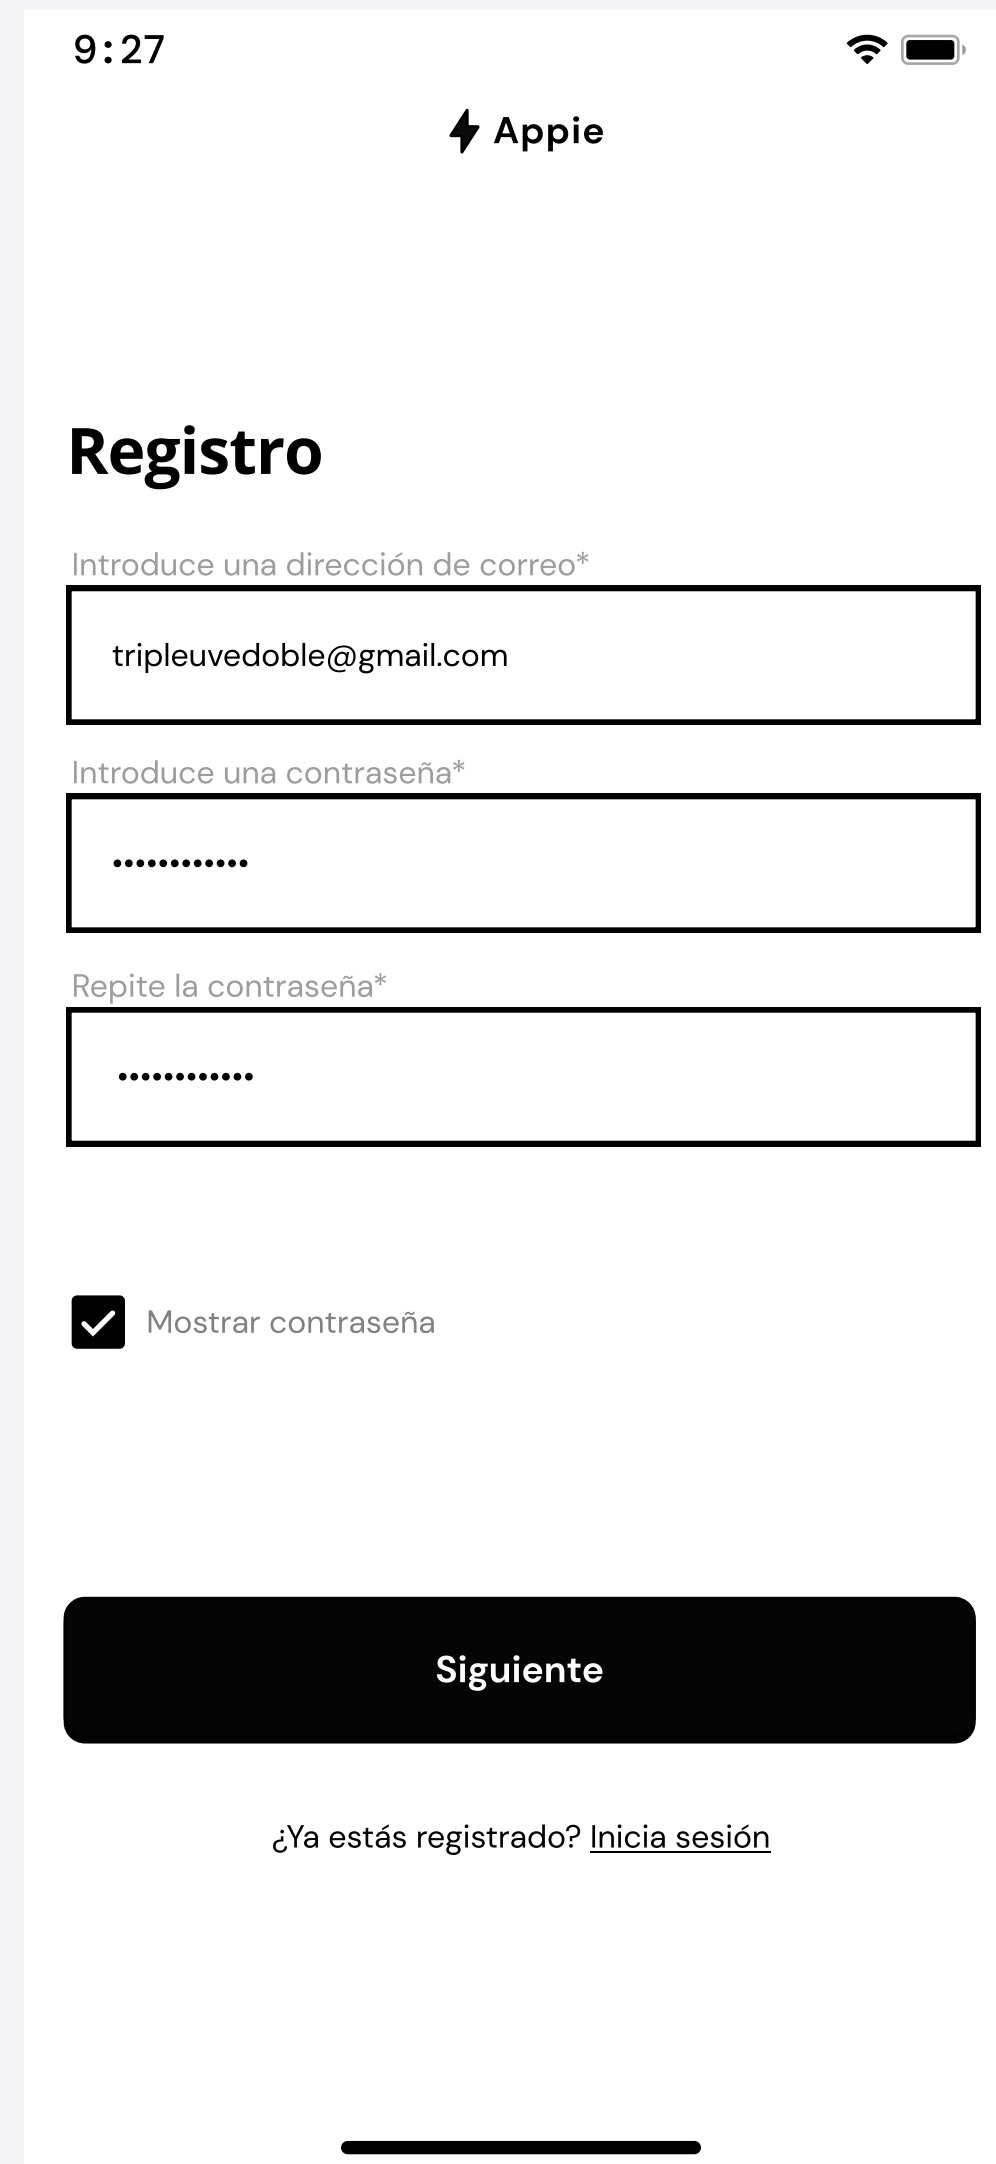 9:27
Appie
Registro
Introduce una dirección de correo*
tripleuvedoble@gmail.com
Introduce una contraseña*
••••••••••••
Repite la contraseña*
••••••••••••
Mostrar contraseña
Siguiente
¿Ya estás registrado? Inicia sesión